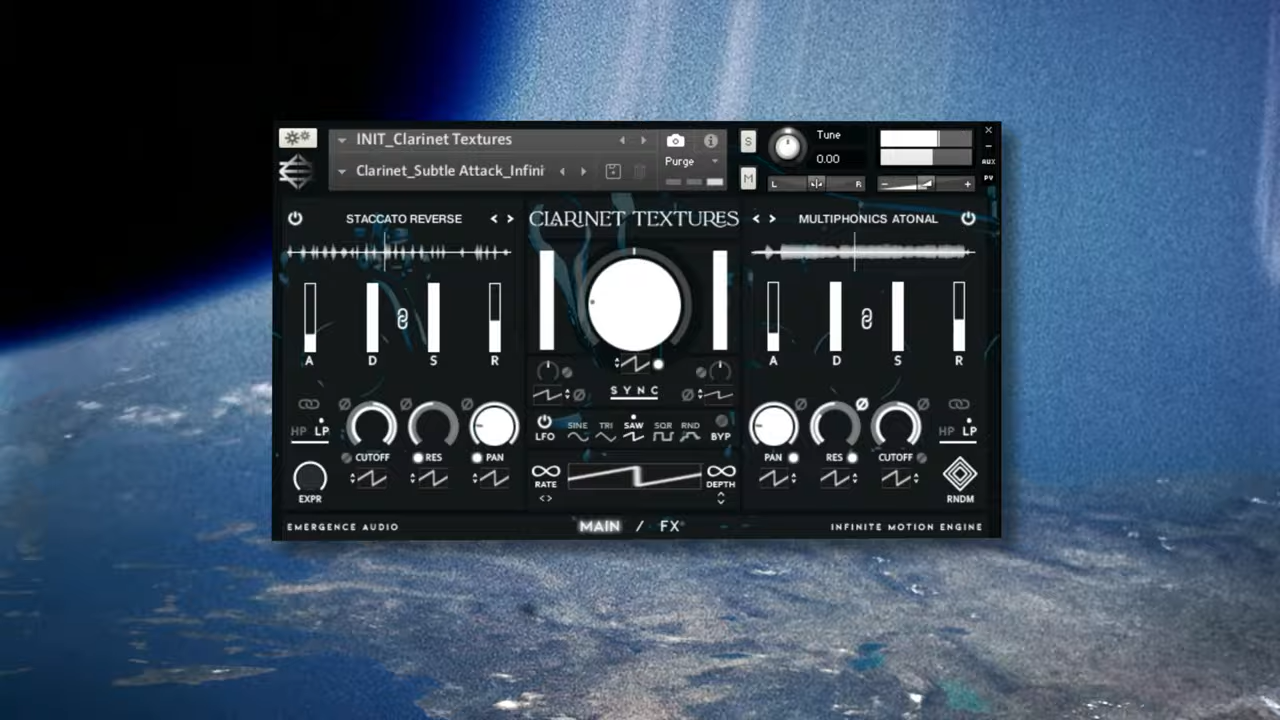 INIT_Clarinet Textures
Clarinet_Subtle Attack_Infini
Purge
S
M
Tune
0.00
L R
- +
AUX
PV
STACCATO REVERSE
CLARINET TEXTURES
MULTIPHONICS ATONAL
A D S R
A D S R
SYNC
HP LP
CUTOFF RES PAN
EXPR
LFO SINE TRI SAW SQR RND BYP
RATE DEPTH
PAN RES CUTOFF
HP LP
RNDM
EMERGENCE AUDIO
MAIN / FX
INFINITE MOTION ENGINE